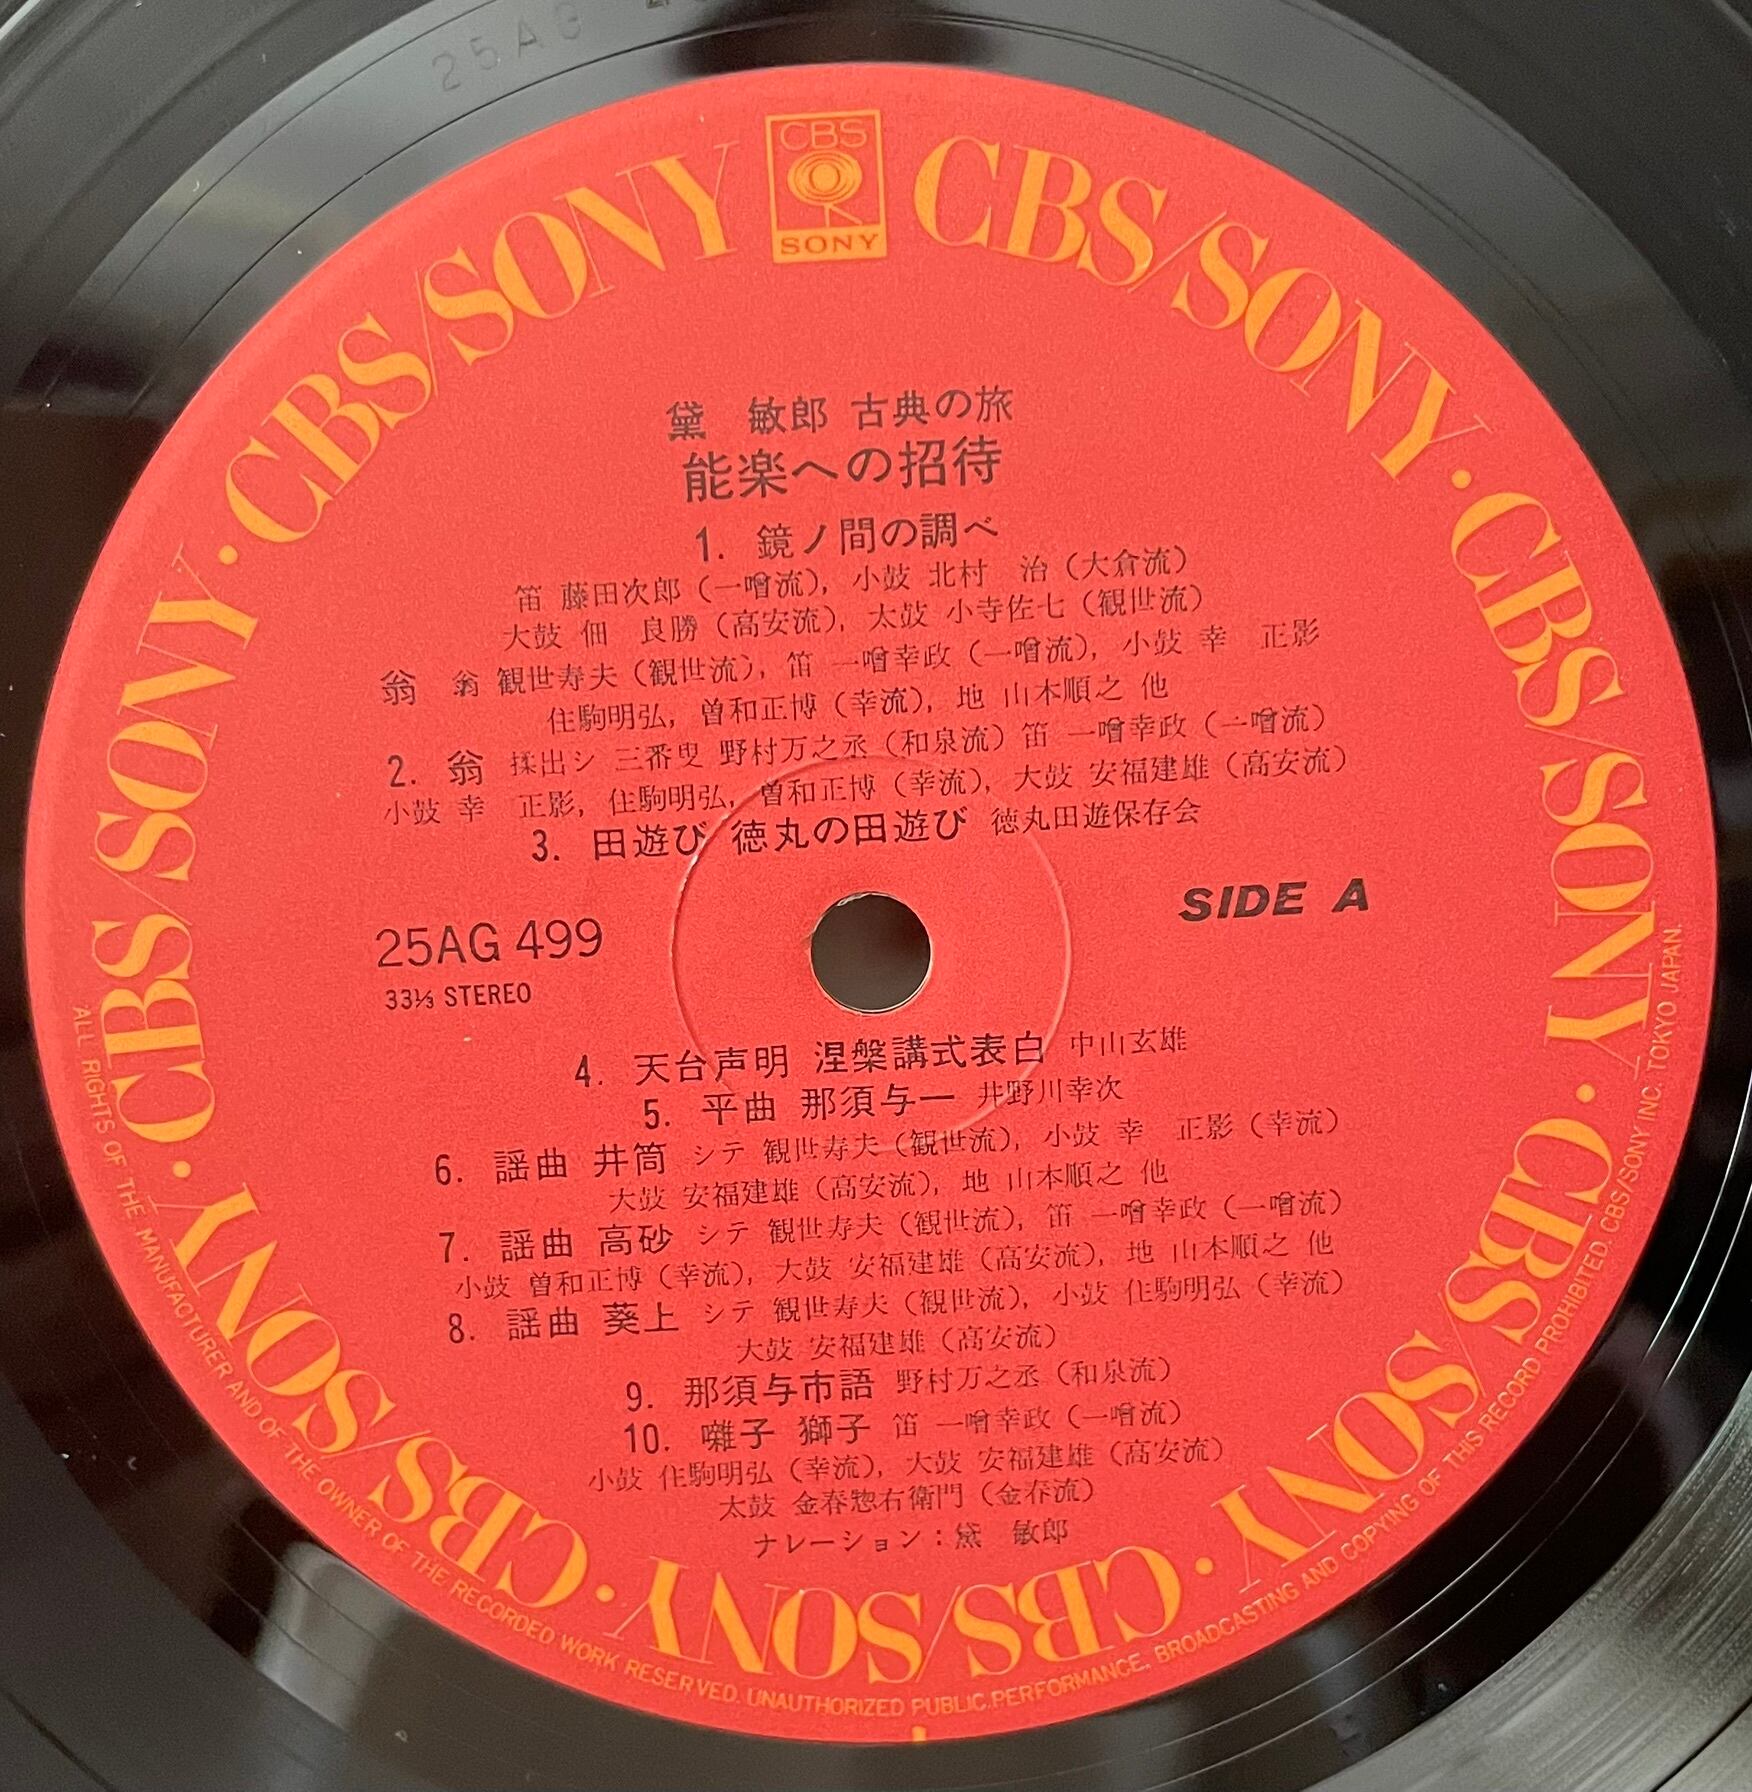 25AG
CBS
SONY
CBS/SONY · CBS/SONY · CBS/SONY · CBS/SONY · CBS/SONY · CBS/SONY · CBS/SONY · CBS/SONY
黛　敏郎 古典の旅
能楽への招待
1. 鏡ノ間の調べ
笛 藤田次郎（一噌流），小鼓 北村　治（大倉流）
大鼓 佃　良勝（高安流），太鼓 小寺佐七（観世流）
翁 翁 観世寿夫（観世流），笛 一噌幸政（一噌流），小鼓 幸　正影
住駒明弘，曽和正博（幸流），地 山本順之 他
2. 翁 揉出シ 三番叟 野村万之丞（和泉流）笛 一噌幸政（一噌流）
小鼓 幸　正影，住駒明弘，曽和正博（幸流），大鼓 安福建雄（高安流）
3. 田遊び 徳丸の田遊び 徳丸田遊保存会
25AG 499
33⅓ STEREO
SIDE A
4. 天台声明 涅槃講式表白 中山玄雄
5. 平曲 那須与一 井野川幸次
6. 謡曲 井筒 シテ 観世寿夫（観世流），小鼓 幸　正影（幸流）
大鼓 安福建雄（高安流），地 山本順之 他
7. 謡曲 高砂 シテ 観世寿夫（観世流），笛 一噌幸政（一噌流）
小鼓 曽和正博（幸流），大鼓 安福建雄（高安流），地 山本順之 他
8. 謡曲 葵上 シテ 観世寿夫（観世流），小鼓 住駒明弘（幸流）
大鼓 安福建雄（高安流）
9. 那須与市語 野村万之丞（和泉流）
10. 囃子 獅子 笛 一噌幸政（一噌流）
小鼓 住駒明弘（幸流），大鼓 安福建雄（高安流）
太鼓 金春惣右衛門（金春流）
ナレーション：黛　敏郎
ALL RIGHTS OF THE MANUFACTURER AND OF THE OWNER OF THE RECORDED WORK RESERVED. UNAUTHORIZED PUBLIC PERFORMANCE, BROADCASTING AND COPYING OF THIS RECORD PROHIBITED. CBS/SONY INC. TOKYO JAPAN.